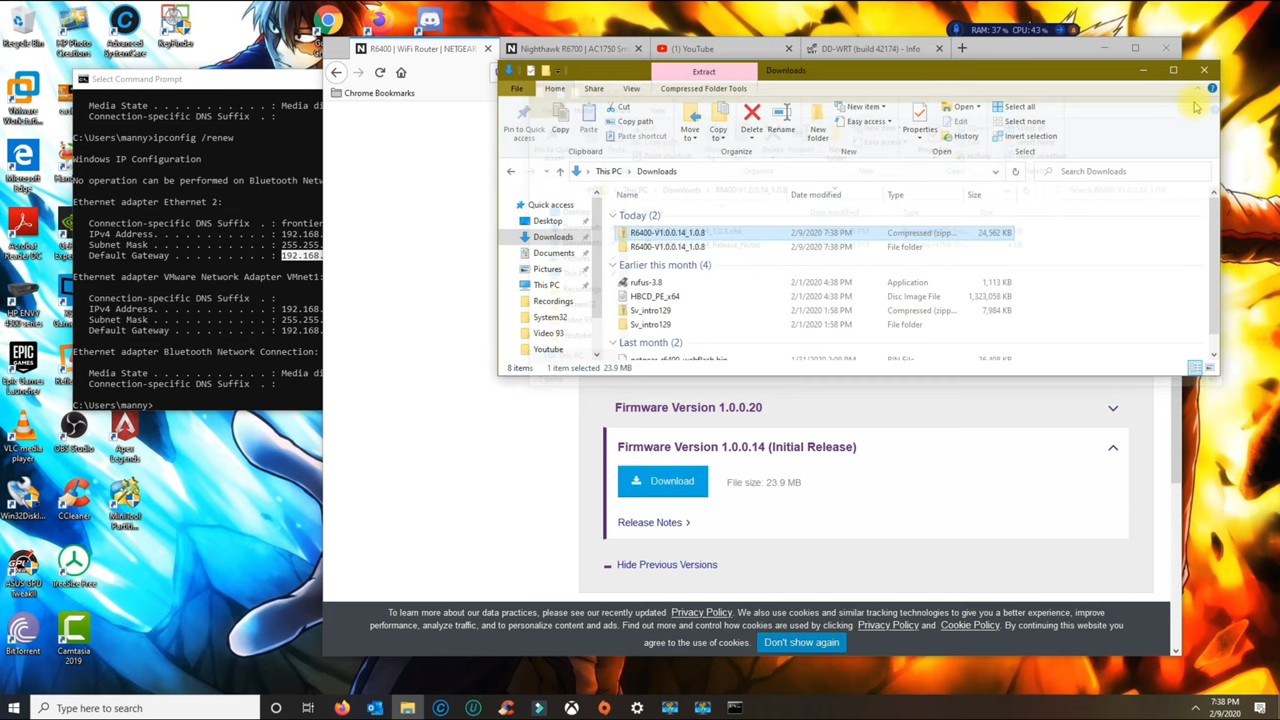 Recycle Bin
HP Photo Creations
Advanced SystemCare
KeyFinder
RAM: 37% CPU: 43%
R6400 | WiFi Router | NETGEAR
Nighthawk R6700 | AC1750 Sm
(1) YouTube
DD-WRT (build 42174) - Info
Chrome Bookmarks
Select Command Prompt
Media State . . . . . . . . . . . : Media di
Connection-specific DNS Suffix . :
C:\Users\manny>ipconfig /renew
Windows IP Configuration
No operation can be performed on Bluetooth Netw
Ethernet adapter Ethernet 2:
Connection-specific DNS Suffix . : frontier
IPv4 Address. . . . . . . . . . . : 192.168.
Subnet Mask . . . . . . . . . . . : 255.255.
Default Gateway . . . . . . . . . : 192.168.
Ethernet adapter VMware Network Adapter VMnet1:
Connection-specific DNS Suffix . :
IPv4 Address. . . . . . . . . . . : 192.168.
Subnet Mask . . . . . . . . . . . : 255.255.
Default Gateway . . . . . . . . . :
Ethernet adapter Bluetooth Network Connection:
Media State . . . . . . . . . . . : Media di
Connection-specific DNS Suffix . :
C:\Users\manny>
Extract
Downloads
File
Home
Share
View
Compressed Folder Tools
Pin to Quick access
Copy
Paste
Cut
Copy path
Paste shortcut
Move to
Copy to
Delete
Rename
New folder
New item
Easy access
Properties
Open
Edit
History
Select all
Select none
Invert selection
Clipboard
Organize
New
Open
Select
This PC > Downloads
Search Downloads
Name
Date modified
Type
Size
Quick access
Desktop
Downloads
Documents
Pictures
This PC
Recordings
System32
Video 93
Youtube
Today (2)
R6400-V1.0.0.14_1.0.8 2/9/2020 7:38 PM Compressed (zipp... 24,562 KB
R6400-V1.0.0.14_1.0.8 2/9/2020 7:38 PM File folder
Earlier this month (4)
rufus-3.8 2/1/2020 4:38 PM Application 1,113 KB
HBCD_PE_x64 2/1/2020 4:38 PM Disc Image File 1,323,058 KB
Sv_intro129 2/1/2020 1:58 PM Compressed (zipp... 7,984 KB
Sv_intro129 2/1/2020 1:58 PM File folder
Last month (2)
8 items 1 item selected 23.9 MB
Firmware Version 1.0.0.20
Firmware Version 1.0.0.14 (Initial Release)
Download
File size: 23.9 MB
Release Notes >
Hide Previous Versions
To learn more about our data practices, please see our recently updated Privacy Policy. We also use cookies and similar tracking technologies to give you a better experience, improve
performance, analyze traffic, and to personalize content and ads. Find out more and control how cookies are used by clicking Privacy Policy and Cookie Policy. By continuing this website you
agree to the use of cookies. Don't show again
VMware Workstati...
Microsoft Edge
Acrobat Reader DC
HP ENVY 4500 series
Epic Games Launcher
VLC media player
OBS Studio
Apex Legends
Win32Diskl...
CCleaner
MiniTool Partiti...
ASUS GPU TweakII
TreeSize Free
BitTorrent
Camtasia 2019
Type here to search
7:38 PM
2/9/2020